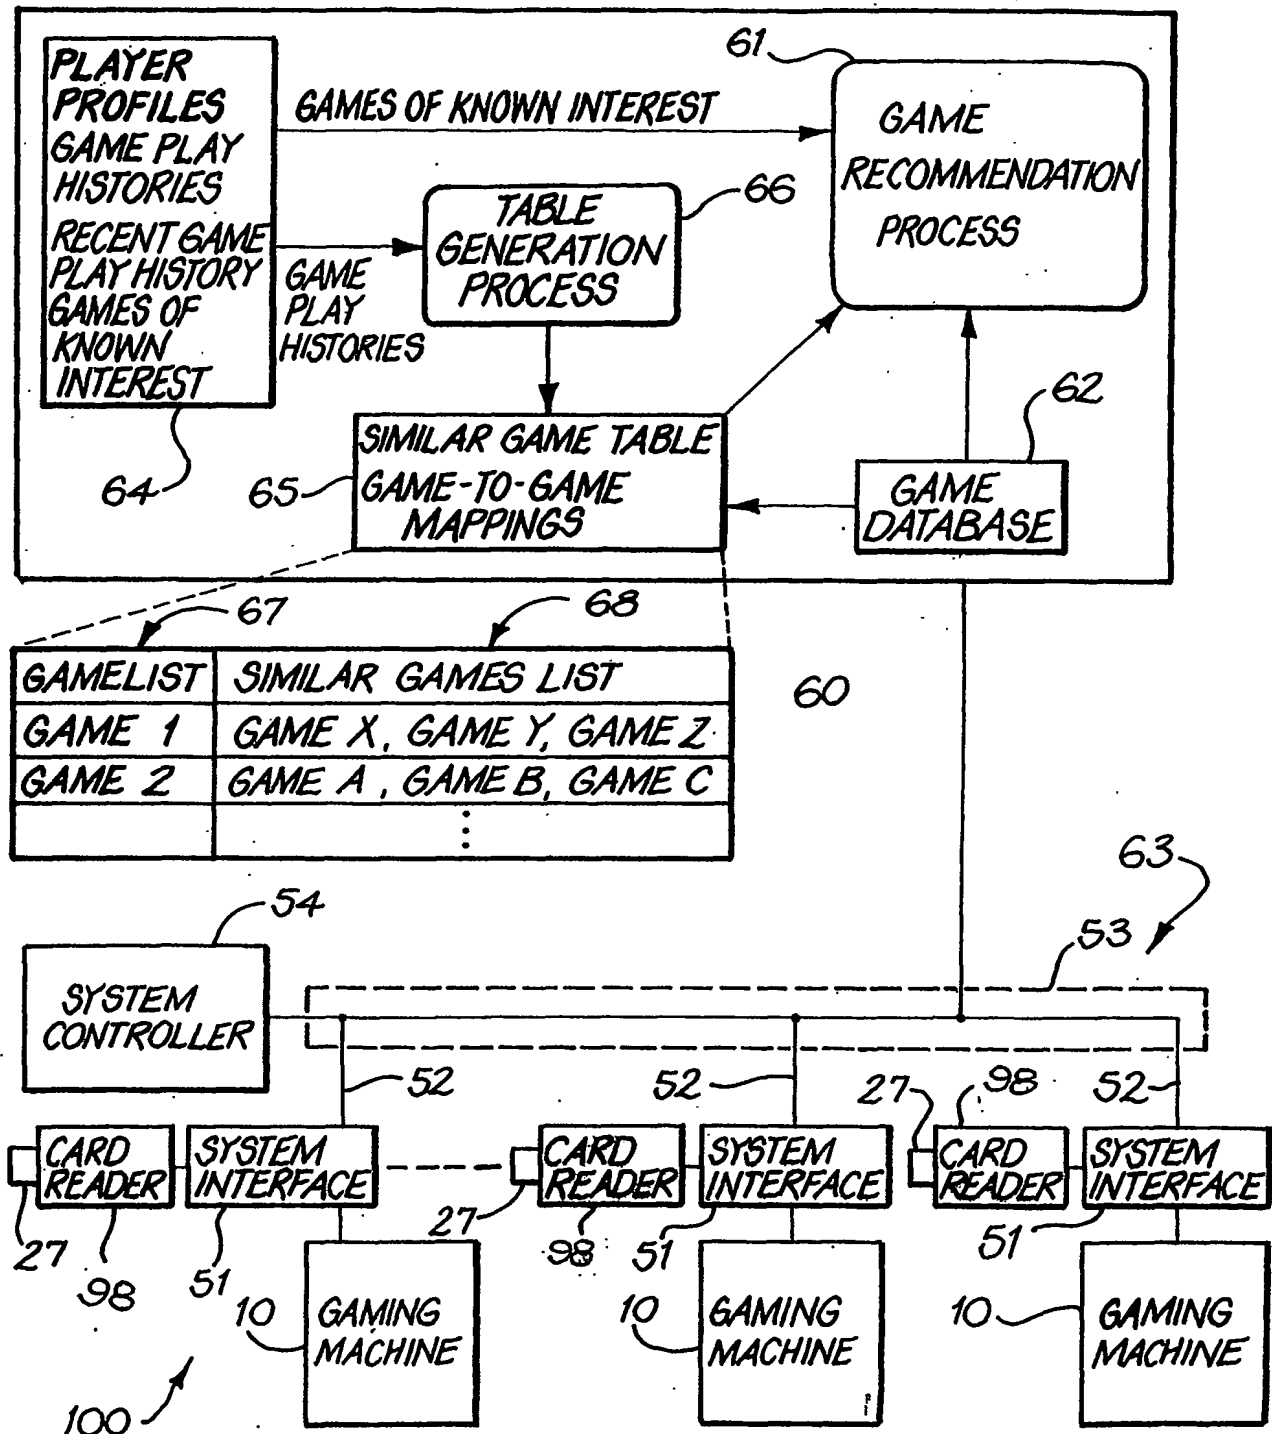 61
PLAYER
PROFILES
GAME PLAY
HISTORIES
RECENT GAME
PLAY HISTORY
GAMES OF
KNOWN
INTEREST
64
GAMES OF KNOWN INTEREST
GAME
RECOMMENDATION
PROCESS
TABLE
GENERATION
PROCESS
66
GAME
PLAY
HISTORIES
62
SIMILAR GAME TABLE
GAME-TO-GAME
MAPPINGS
65
GAME
DATABASE
67
68
GAMELIST SIMILAR GAMES LIST
GAME 1 GAME X, GAME Y, GAME Z
GAME 2 GAME A, GAME B, GAME C
60
63
54
53
SYSTEM
CONTROLLER
52
52
52
27
98
CARD
READER
SYSTEM
INTERFACE
CARD
READER
SYSTEM
INTERFACE
CARD
READER
SYSTEM
INTERFACE
27
98
51
27
98
51
51
10
GAMING
MACHINE
10
GAMING
MACHINE
10
GAMING
MACHINE
100